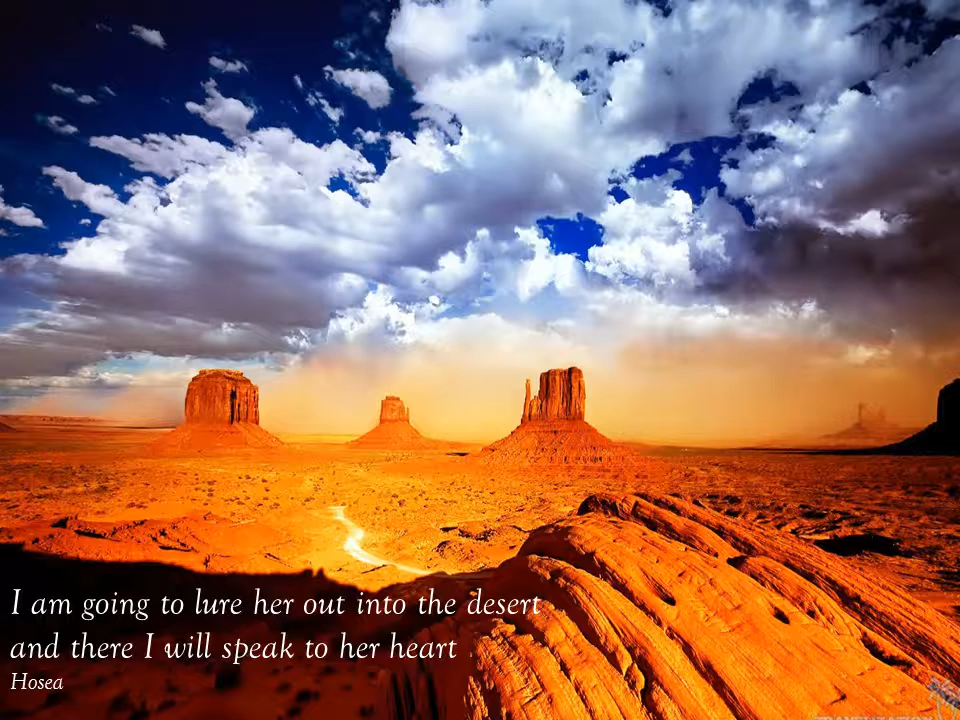 I am going to lure her out into the desert
and there I will speak to her heart
Hosea